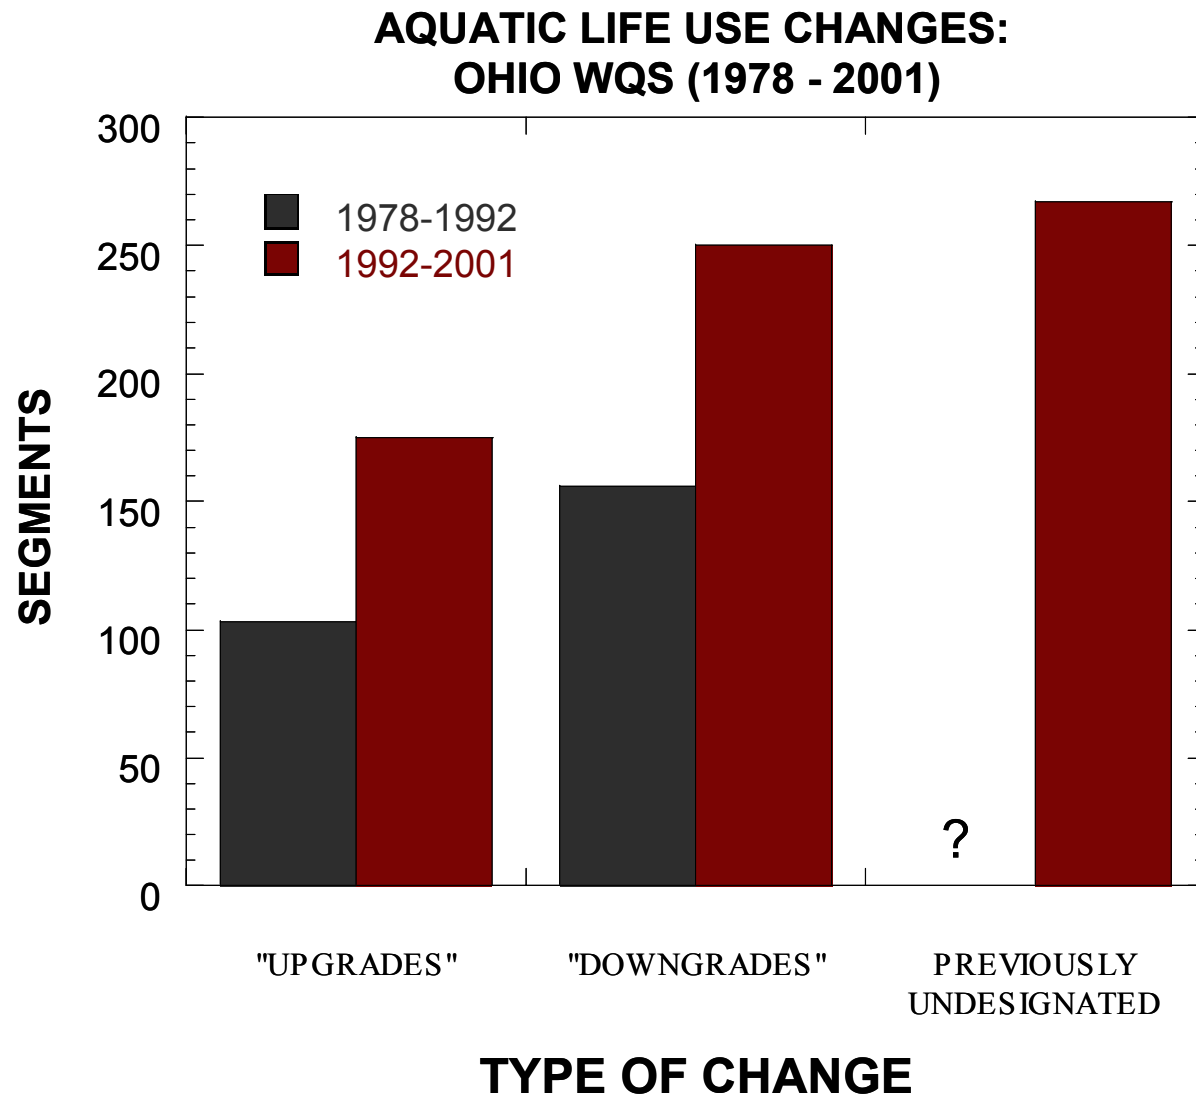 AQUATIC LIFE USE CHANGES:
OHIO WQS (1978 - 2001)
300
250
200
150
100
50
0
SEGMENTS
1978-1992
1992-2001
?
"UPGRADES"
"DOWNGRADES"
PREVIOUSLY
UNDESIGNATED
TYPE OF CHANGE